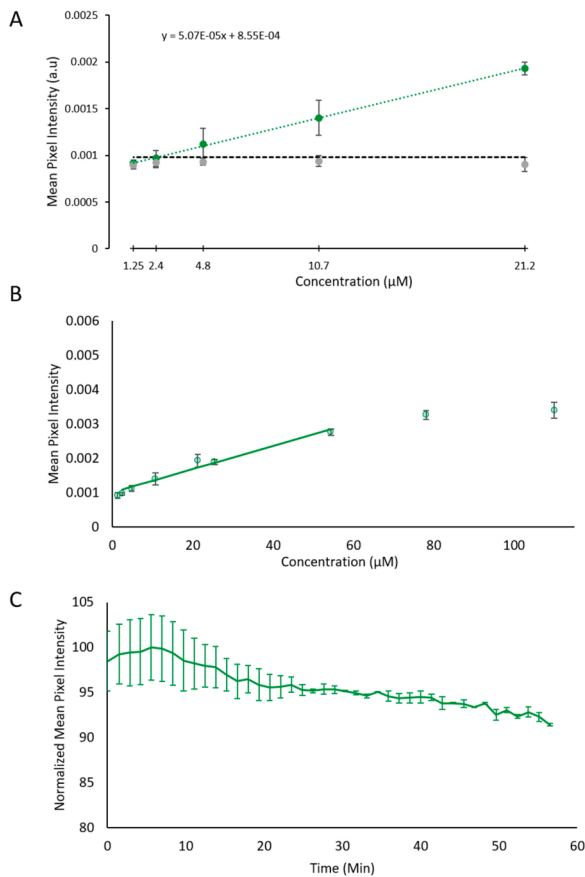 A
y = 5.07E-05x + 8.55E-04
Mean Pixel Intensity (a.u)
0.0025
0.002
0.0015
0.001
0.0005
0
1.25 2.4 4.8 10.7 21.2
Concentration (µM)
B
Mean Pixel Intensity
0.006
0.005
0.004
0.003
0.002
0.001
0
0 20 40 60 80 100
Concentration (µM)
C
Normalized Mean Pixel Intensity
105
100
95
90
85
80
0 10 20 30 40 50 60
Time (Min)